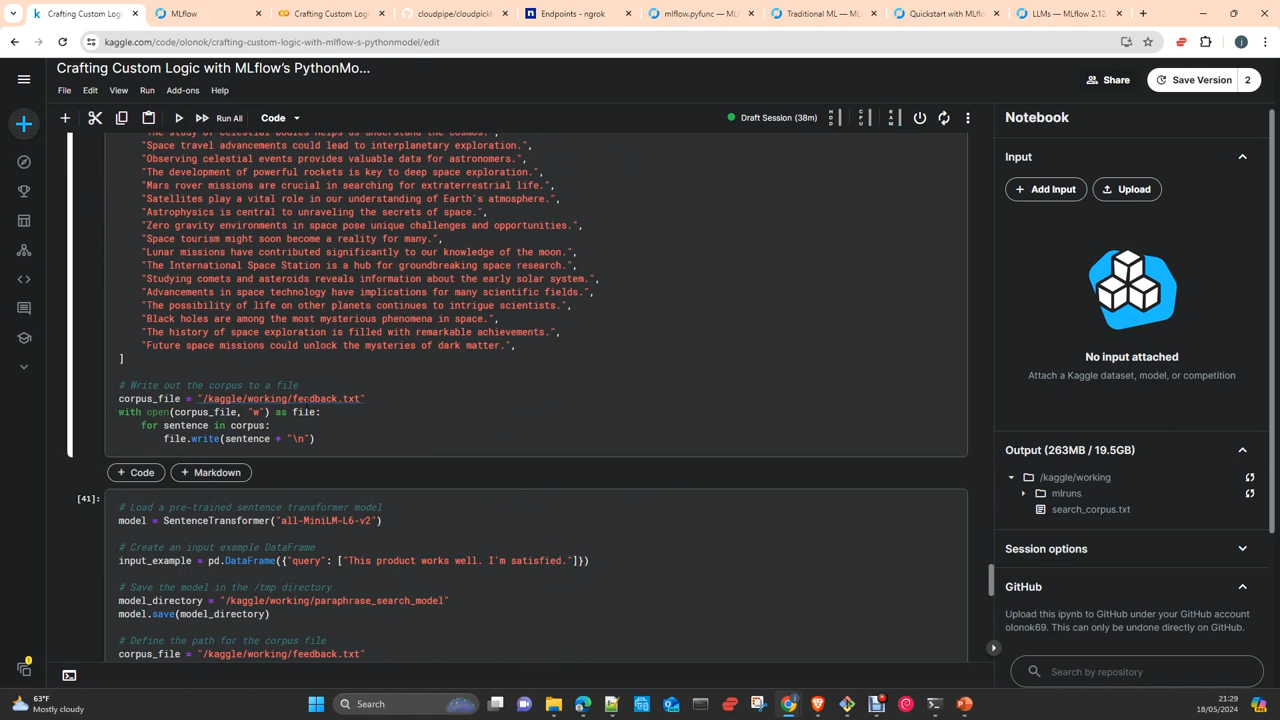 Crafting Custom Logic
MLflow
Crafting Custom Logi
cloudpipe/cloudpickl
Endpoints - ngrok
mlflow.pyfunc — ML
Traditional ML — ML
Quickstart with MLfl
LLMs — MLflow 2.12
kaggle.com/code/olonok/crafting-custom-logic-with-mlflow-s-pythonmodel/edit
Crafting Custom Logic with MLflow's PythonMo...
Share
Save Version
2
File Edit View Run Add-ons Help
Run All
Code
Draft Session (38m)
HDD
CPU
RAM
"The study of celestial bodies helps us understand the cosmos.",
"Space travel advancements could lead to interplanetary exploration.",
"Observing celestial events provides valuable data for astronomers.",
"The development of powerful rockets is key to deep space exploration.",
"Mars rover missions are crucial in searching for extraterrestrial life.",
"Satellites play a vital role in our understanding of Earth's atmosphere.",
"Astrophysics is central to unraveling the secrets of space.",
"Zero gravity environments in space pose unique challenges and opportunities.",
"Space tourism might soon become a reality for many.",
"Lunar missions have contributed significantly to our knowledge of the moon.",
"The International Space Station is a hub for groundbreaking space research.",
"Studying comets and asteroids reveals information about the early solar system.",
"Advancements in space technology have implications for many scientific fields.",
"The possibility of life on other planets continues to intrigue scientists.",
"Black holes are among the most mysterious phenomena in space.",
"The history of space exploration is filled with remarkable achievements.",
"Future space missions could unlock the mysteries of dark matter.",
]
# Write out the corpus to a file
corpus_file = "/kaggle/working/feedback.txt"
with open(corpus_file, "w") as file:
for sentence in corpus:
file.write(sentence + "\n")
+ Code
+ Markdown
[41]:
# Load a pre-trained sentence transformer model
model = SentenceTransformer("all-MiniLM-L6-v2")
# Create an input example DataFrame
input_example = pd.DataFrame({"query": ["This product works well. I'm satisfied."]})
# Save the model in the /tmp directory
model_directory = "/kaggle/working/paraphrase_search_model"
model.save(model_directory)
# Define the path for the corpus file
corpus_file = "/kaggle/working/feedback.txt"
Notebook
Input
+ Add Input
Upload
No input attached
Attach a Kaggle dataset, model, or competition
Output (263MB / 19.5GB)
/kaggle/working
mlruns
search_corpus.txt
Session options
GitHub
Upload this ipynb to GitHub under your GitHub account
olonok69. This can only be undone directly on GitHub.
Search by repository
63°F
Mostly cloudy
Search
21:29
18/05/2024